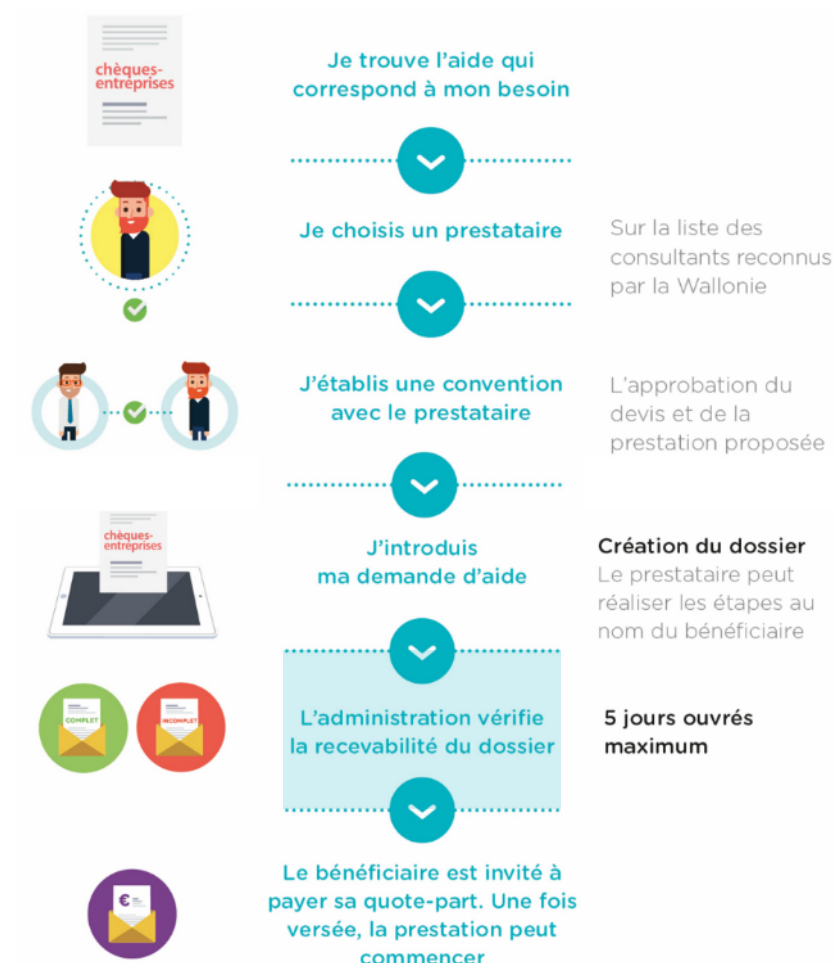 chèques-
entreprises
Je trouve l'aide qui
correspond à mon besoin
Je choisis un prestataire
Sur la liste des
consultants reconnus
par la Wallonie
J'établis une convention
avec le prestataire
L'approbation du
devis et de la
prestation proposée
chèques-
entreprises
J'introduis
ma demande d'aide
Création du dossier
Le prestataire peut
réaliser les étapes au
nom du bénéficiaire
COMPLET
INCOMPLET
L'administration vérifie
la recevabilité du dossier
5 jours ouvrés
maximum
€
Le bénéficiaire est invité à
payer sa quote-part. Une fois
versée, la prestation peut
commencer